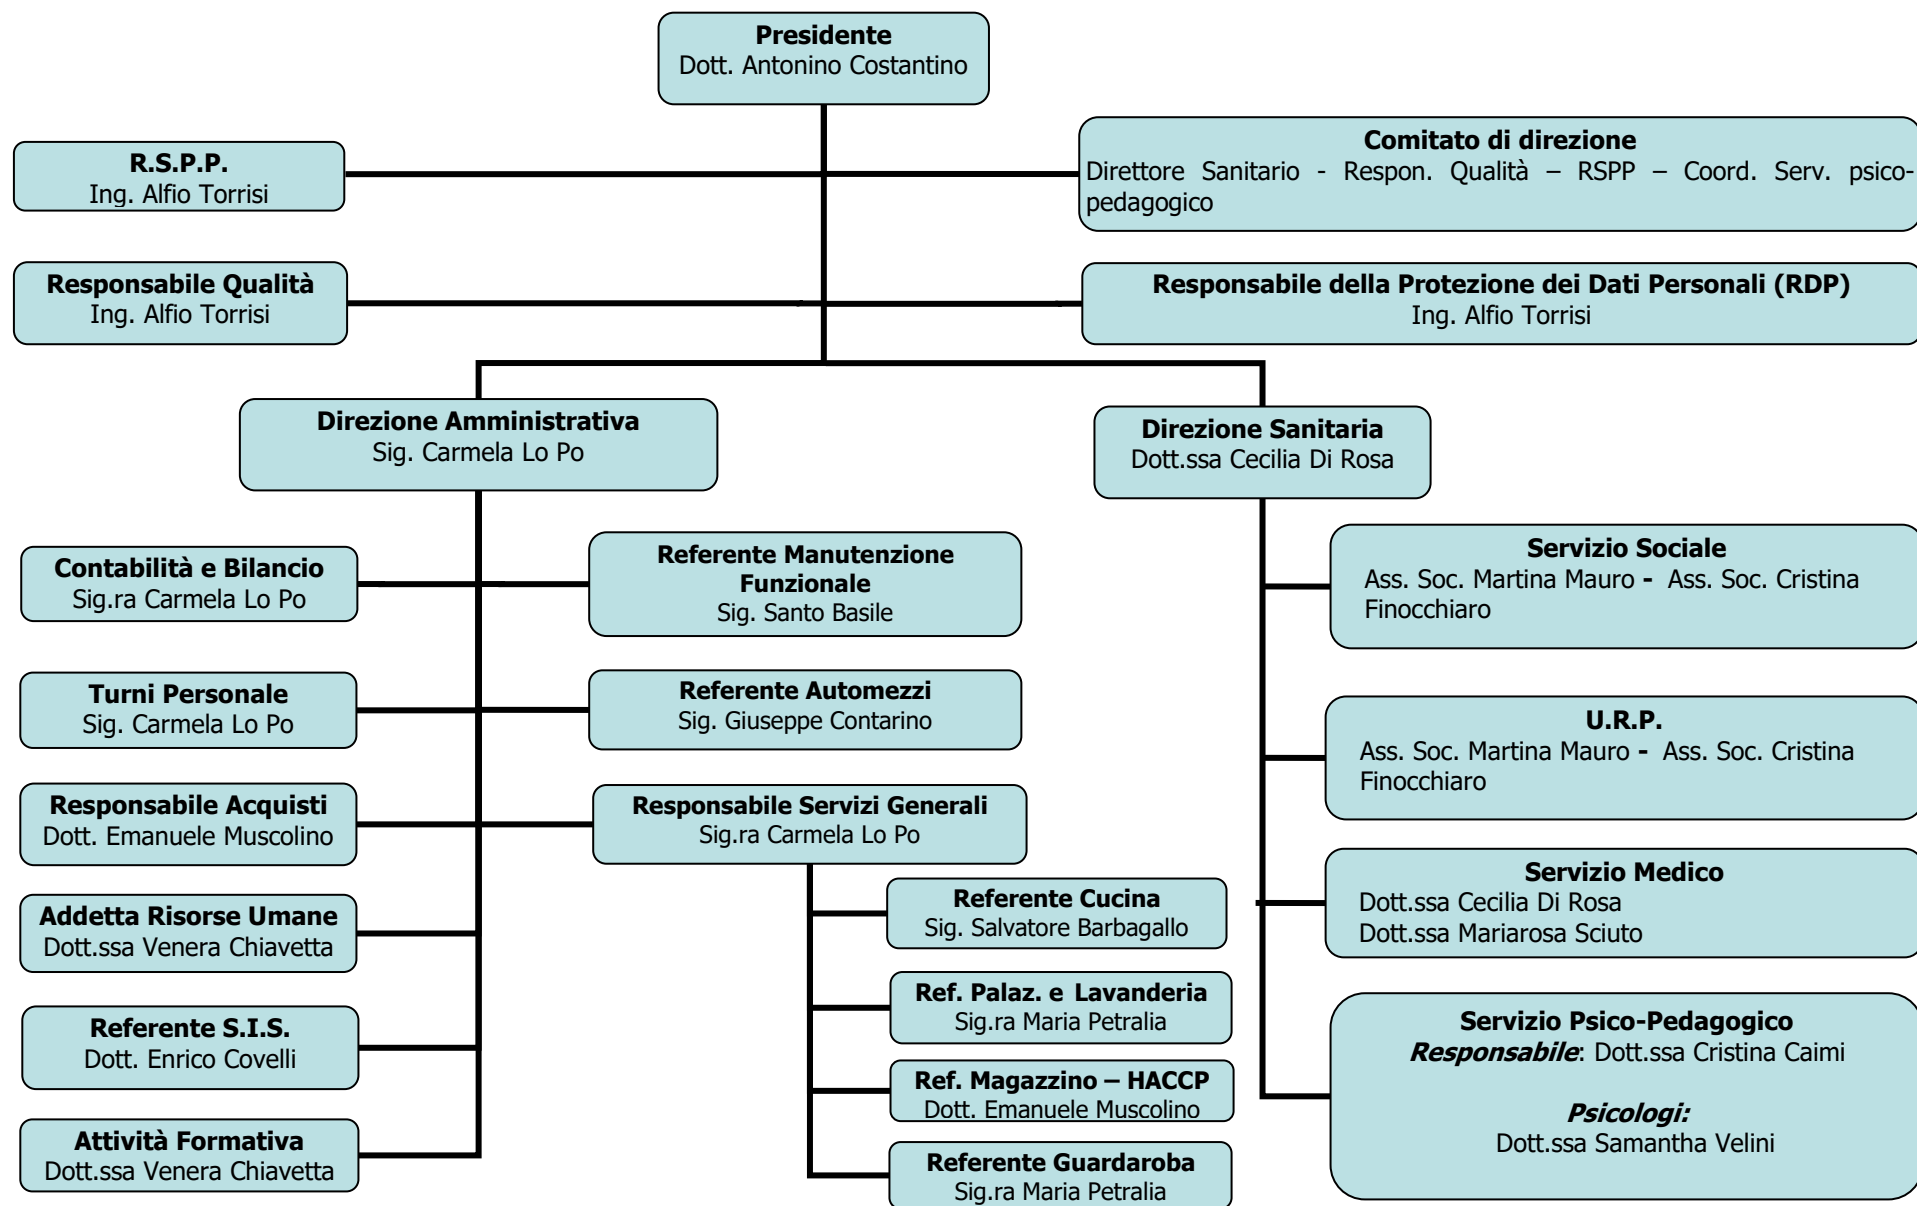 Presidente
Dott. Antonino Costantino
R.S.P.P.
Ing. Alfio Torrisi
Comitato di direzione
Direttore Sanitario - Respon. Qualità – RSPP – Coord. Serv. psico-
pedagogico
Responsabile Qualità
Ing. Alfio Torrisi
Responsabile della Protezione dei Dati Personali (RDP)
Ing. Alfio Torrisi
Direzione Amministrativa
Sig. Carmela Lo Po
Direzione Sanitaria
Dott.ssa Cecilia Di Rosa
Contabilità e Bilancio
Sig.ra Carmela Lo Po
Referente Manutenzione
Funzionale
Sig. Santo Basile
Servizio Sociale
Ass. Soc. Martina Mauro - Ass. Soc. Cristina
Finocchiaro
Turni Personale
Sig. Carmela Lo Po
Referente Automezzi
Sig. Giuseppe Contarino
U.R.P.
Ass. Soc. Martina Mauro - Ass. Soc. Cristina
Finocchiaro
Responsabile Acquisti
Dott. Emanuele Muscolino
Responsabile Servizi Generali
Sig.ra Carmela Lo Po
Servizio Medico
Dott.ssa Cecilia Di Rosa
Dott.ssa Mariarosa Sciuto
Addetta Risorse Umane
Dott.ssa Venera Chiavetta
Referente Cucina
Sig. Salvatore Barbagallo
Ref. Palaz. e Lavanderia
Sig.ra Maria Petralia
Referente S.I.S.
Dott. Enrico Covelli
Servizio Psico-Pedagogico
Responsabile: Dott.ssa Cristina Caimi
Psicologi:
Dott.ssa Samantha Velini
Ref. Magazzino – HACCP
Dott. Emanuele Muscolino
Attività Formativa
Dott.ssa Venera Chiavetta
Referente Guardaroba
Sig.ra Maria Petralia